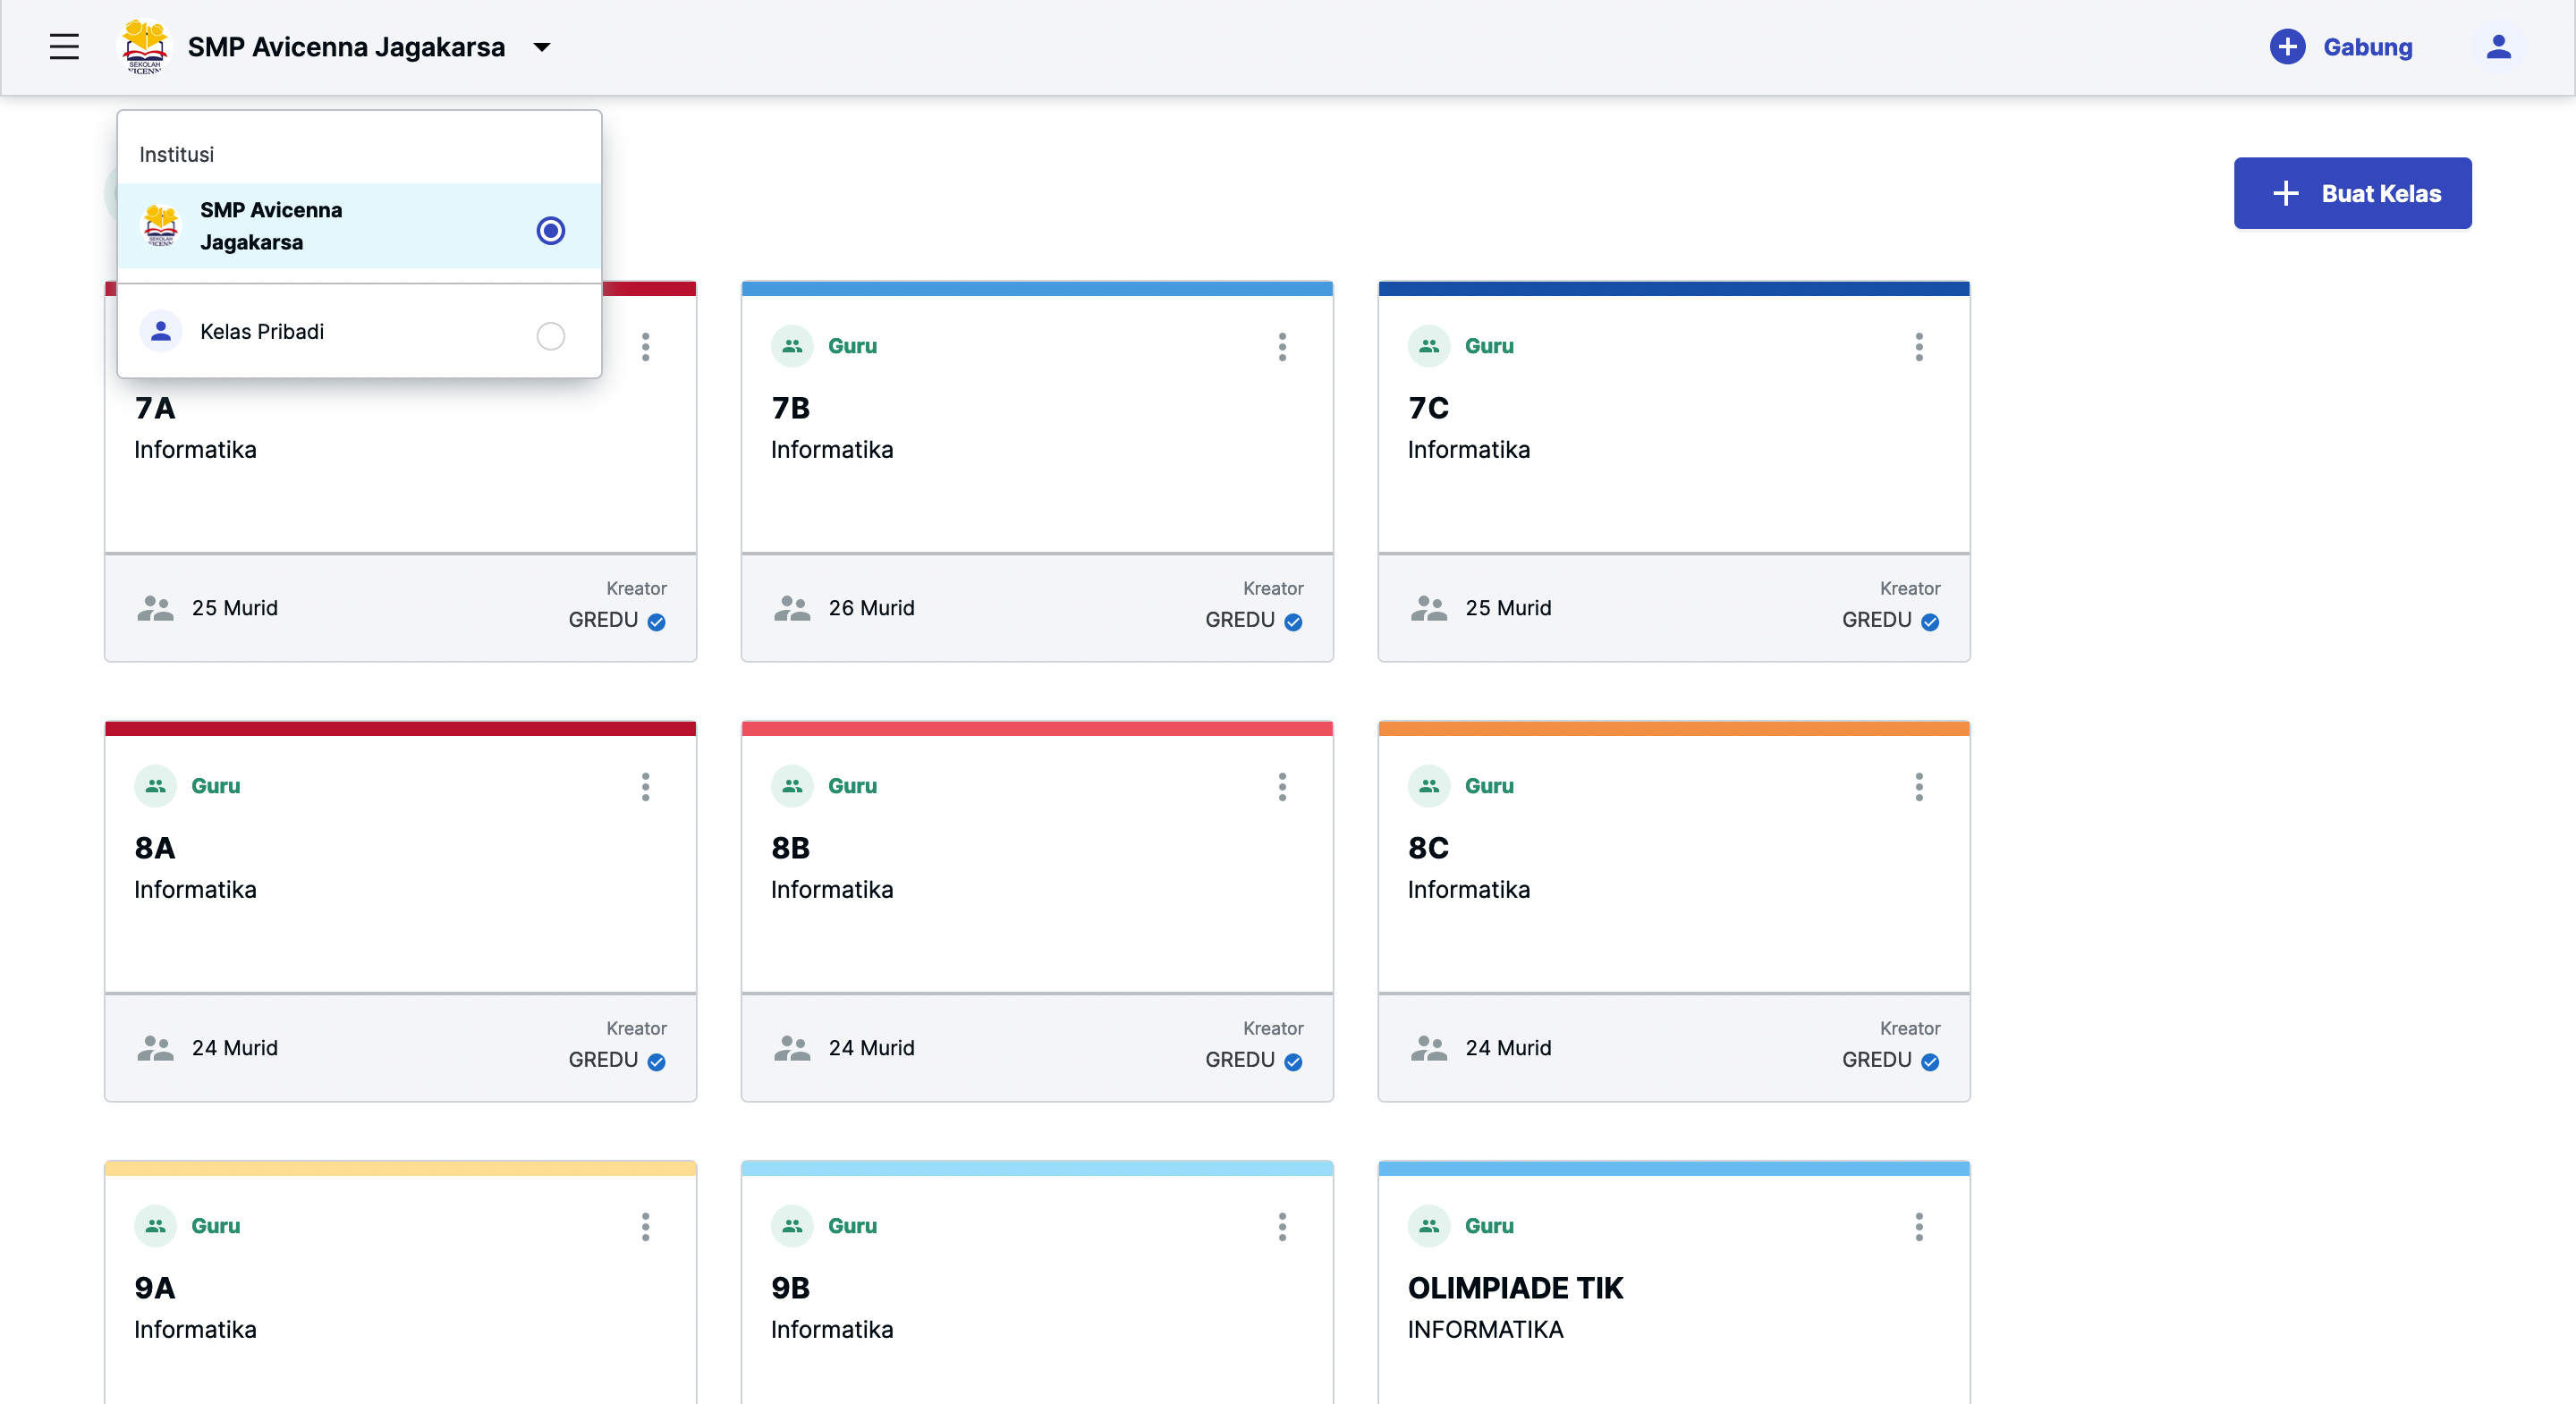 SMP Avicenna Jagakarsa
Gabung
Institusi
SMP Avicenna
Jagakarsa
Kelas Pribadi
Buat Kelas
7A
Informatika
25 Murid
Kreator
GREDU
Guru
7B
Informatika
26 Murid
Kreator
GREDU
Guru
7C
Informatika
25 Murid
Kreator
GREDU
Guru
8A
Informatika
24 Murid
Kreator
GREDU
Guru
8B
Informatika
24 Murid
Kreator
GREDU
Guru
8C
Informatika
24 Murid
Kreator
GREDU
Guru
9A
Informatika
Guru
9B
Informatika
Guru
OLIMPIADE TIK
INFORMATIKA